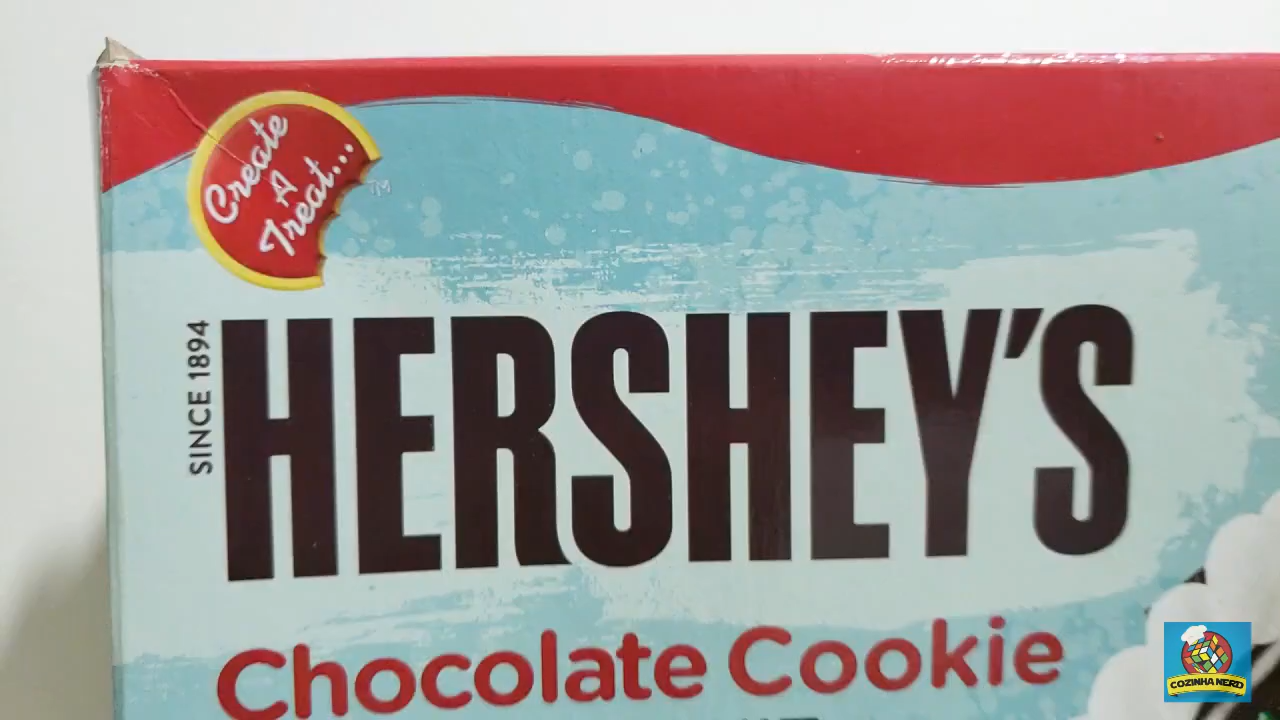 Create
A
Treat...
TM
SINCE 1894
HERSHEY'S
Chocolate Cookie
COZINHA NERD